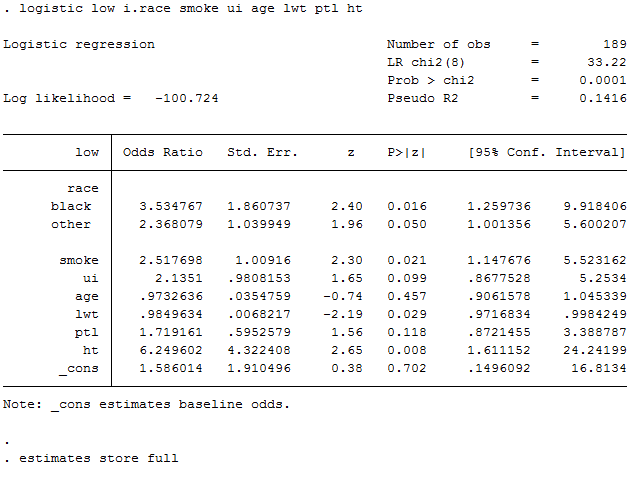 . logistic low i.race smoke ui age lwt ptl ht
Logistic regression Number of obs = 189
LR chi2(8) = 33.22
Prob > chi2 = 0.0001
Log likelihood = -100.724 Pseudo R2 = 0.1416
low Odds Ratio Std. Err. z P>|z| [95% Conf. Interval]
race
black 3.534767 1.860737 2.40 0.016 1.259736 9.918406
other 2.368079 1.039949 1.96 0.050 1.001356 5.600207
smoke 2.517698 1.00916 2.30 0.021 1.147676 5.523162
ui 2.1351 .9808153 1.65 0.099 .8677528 5.2534
age .9732636 .0354759 -0.74 0.457 .9061578 1.045339
lwt .9849634 .0068217 -2.19 0.029 .9716834 .9984249
ptl 1.719161 .5952579 1.56 0.118 .8721455 3.388787
ht 6.249602 4.322408 2.65 0.008 1.611152 24.24199
_cons 1.586014 1.910496 0.38 0.702 .1496092 16.8134
Note: _cons estimates baseline odds.
.
. estimates store full